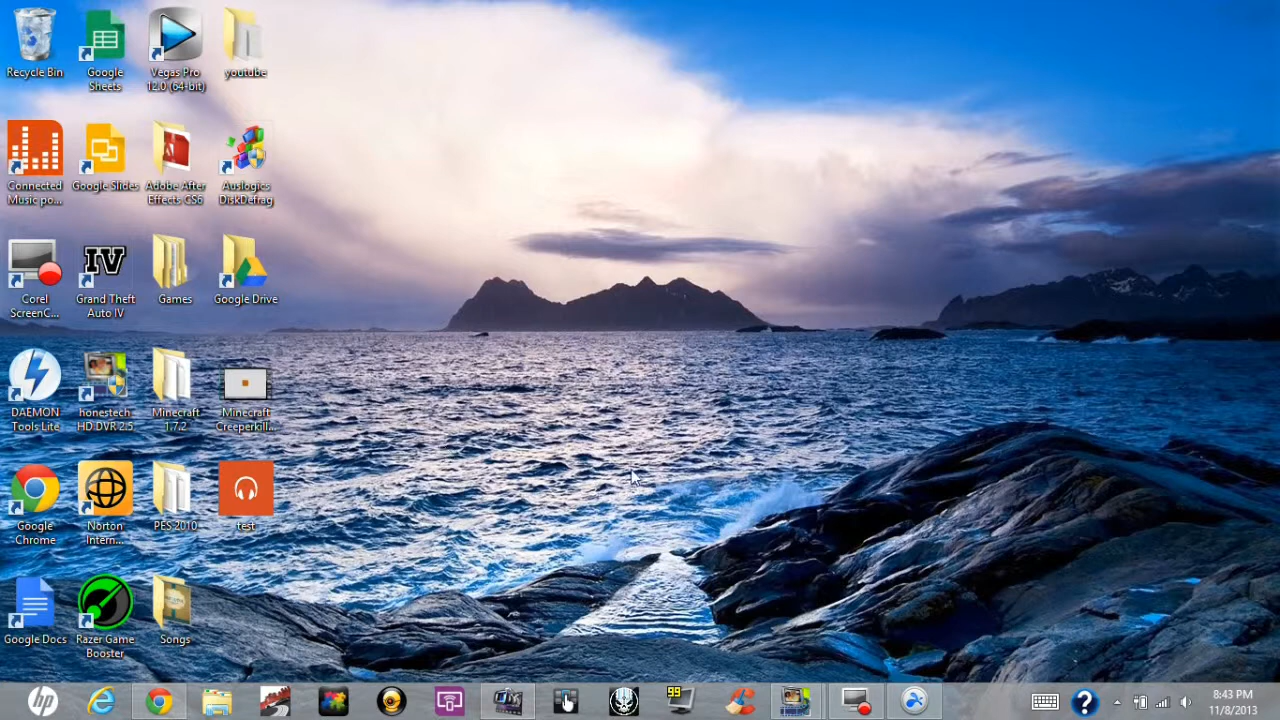 Recycle Bin
Google
Sheets
Vegas Pro
12.0 (64-bit)
youtube
Connected
Music po...
Google Slides
Adobe After
Effects CS6
Auslogics
DiskDefrag
Corel
ScreenC...
IV
Grand Theft
Auto IV
Games
Google Drive
DAEMON
Tools Lite
honestech
HD DVR 2.5
Minecraft
1.7.2
Minecraft
Creeperkill...
Google
Chrome
Norton
Intern...
PES 2010
test
Google Docs
Razer Game
Booster
Songs
hp
99
?
8:43 PM
11/8/2013